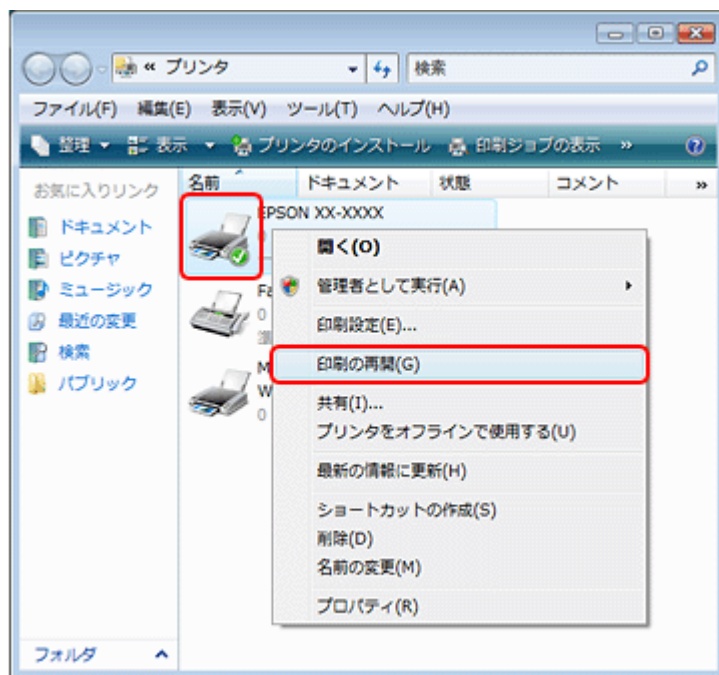 « プリンタ
検索
ファイル(F) 編集(E) 表示(V) ツール(T) ヘルプ(H)
整理 表示 プリンタのインストール 印刷ジョブの表示 »
お気に入りリンク
ドキュメント
ピクチャ
ミュージック
最近の変更
検索
パブリック
フォルダ
名前 ドキュメント 状態 コメント »
EPSON XX-XXXX
Fa
0
M
W
0
開く(O)
管理者として実行(A)
印刷設定(E)...
印刷の再開(G)
共有(I)...
プリンタをオフラインで使用する(U)
最新の情報に更新(H)
ショートカットの作成(S)
削除(D)
名前の変更(M)
プロパティ(R)